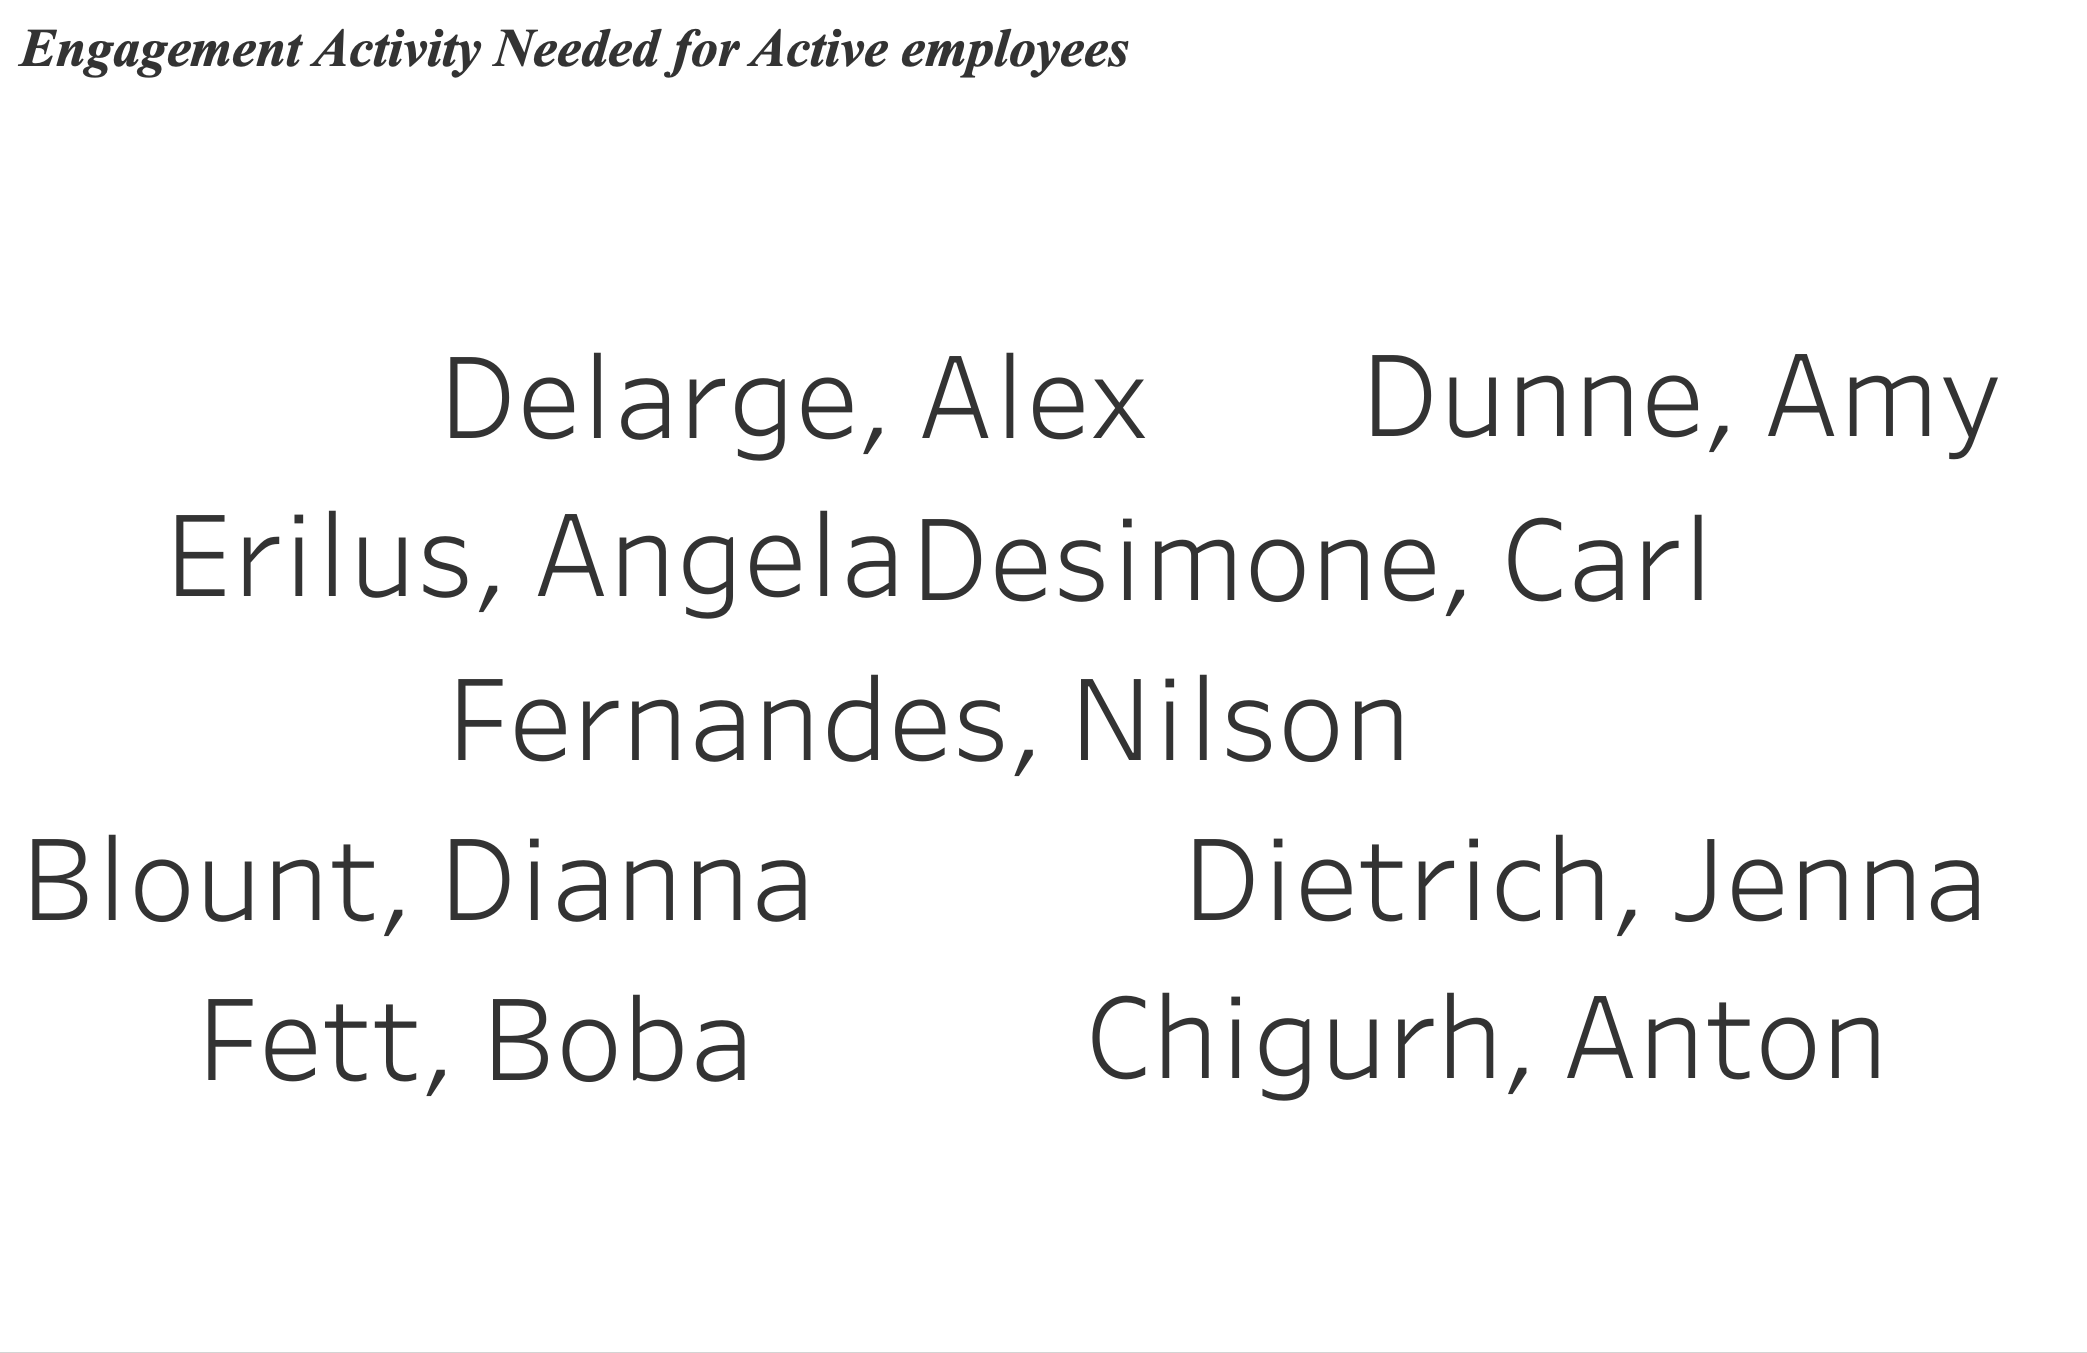 Engagement Activity Needed for Active employees
Delarge, Alex Dunne, Amy
Erilus, Angela Desimone, Carl
Fernandes, Nilson
Blount, Dianna Dietrich, Jenna
Fett, Boba Chigurh, Anton